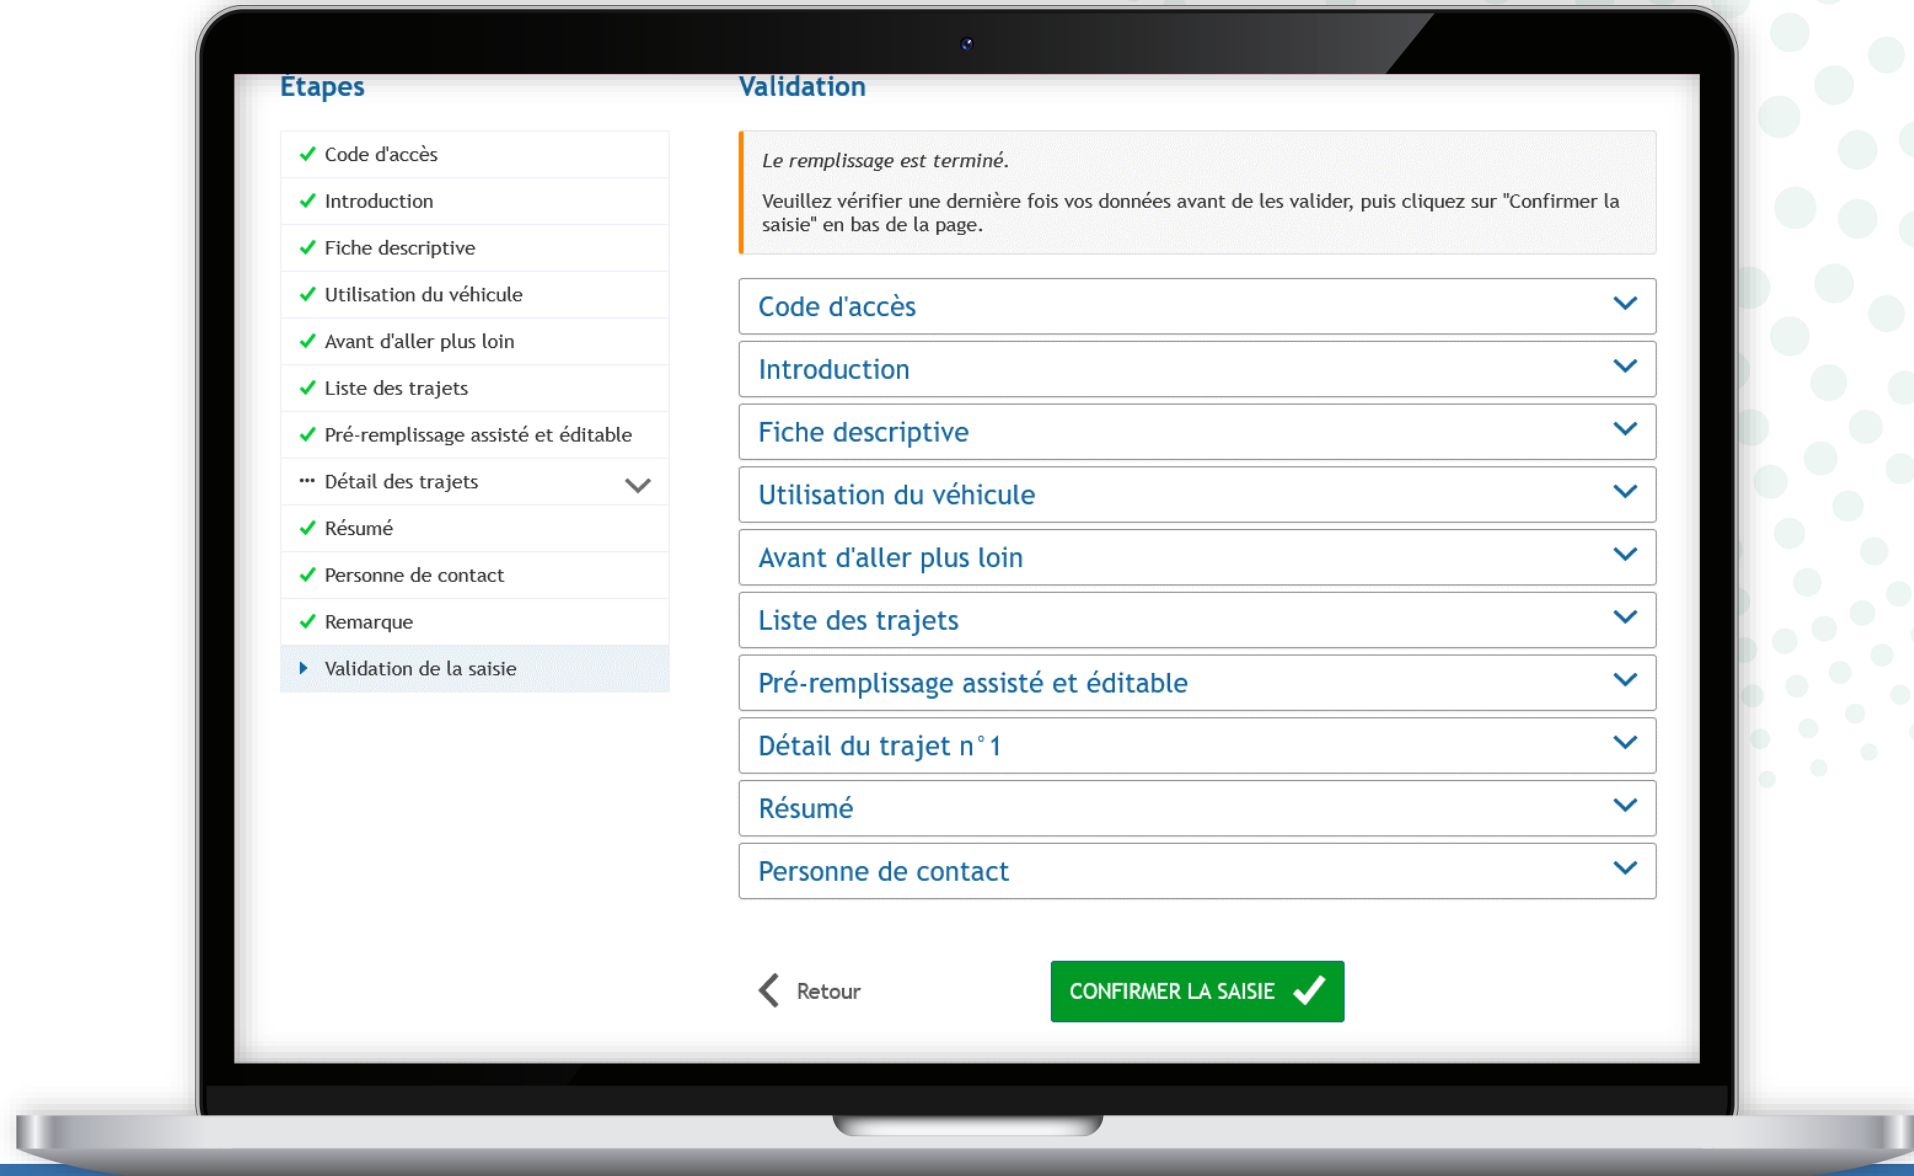 Étapes
Code d'accès
Introduction
Fiche descriptive
Utilisation du véhicule
Avant d'aller plus loin
Liste des trajets
Pré-remplissage assisté et éditable
Détail des trajets
Résumé
Personne de contact
Remarque
Validation de la saisie
Validation
Le remplissage est terminé.
Veuillez vérifier une dernière fois vos données avant de les valider, puis cliquez sur "Confirmer la
saisie" en bas de la page.
Code d'accès
Introduction
Fiche descriptive
Utilisation du véhicule
Avant d'aller plus loin
Liste des trajets
Pré-remplissage assisté et éditable
Détail du trajet n°1
Résumé
Personne de contact
Retour
CONFIRMER LA SAISIE